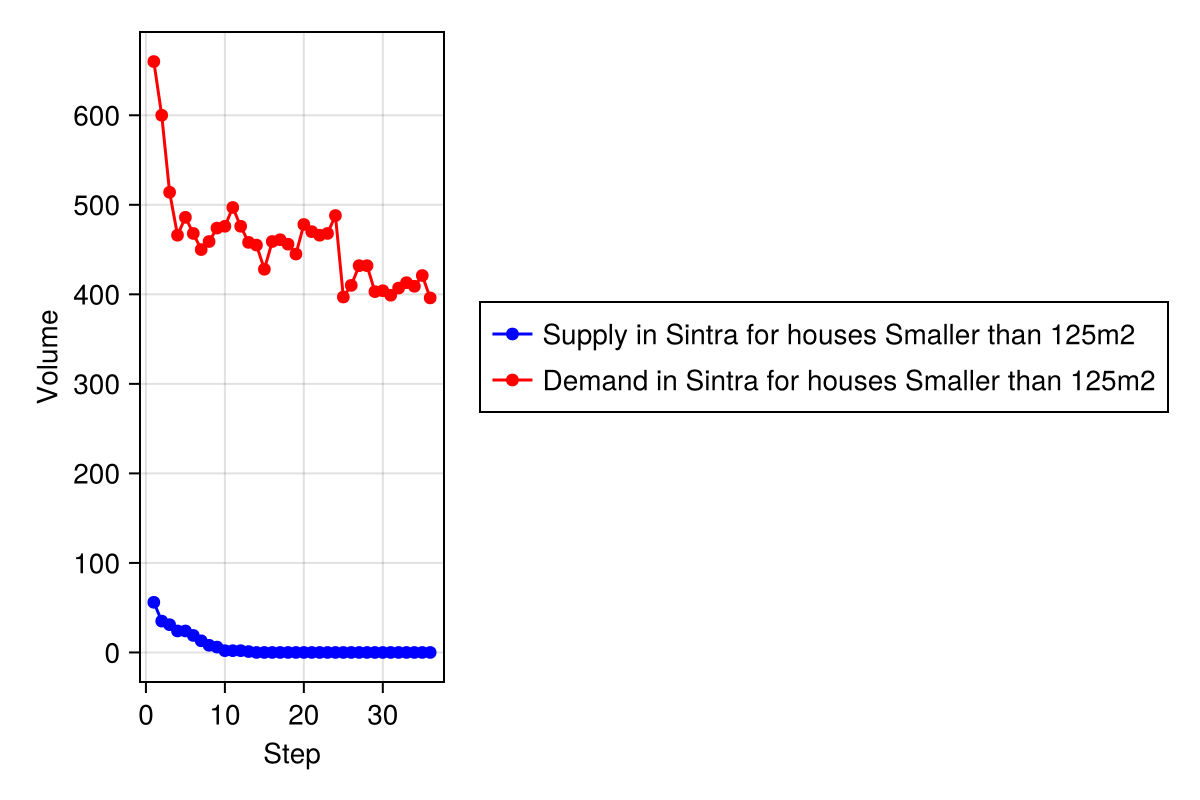 600
500
400
300
200
100
0
Volume
0 10 20 30
Step
Supply in Sintra for houses Smaller than 125m2
Demand in Sintra for houses Smaller than 125m2